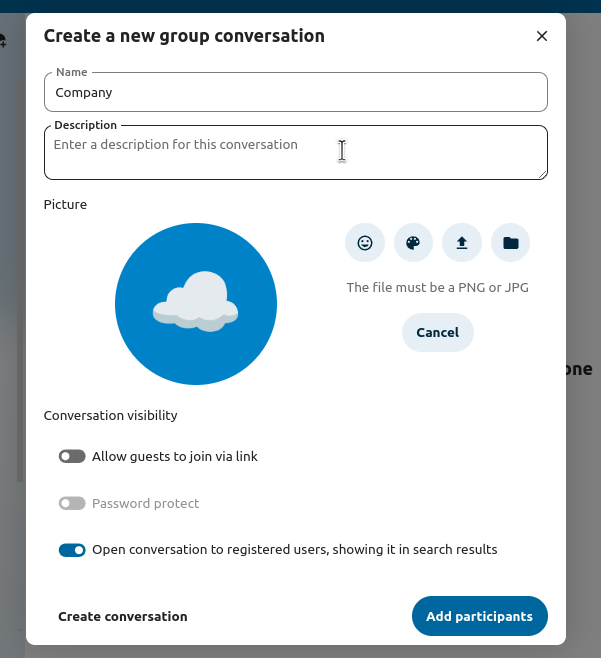 Create a new group conversation
Name
Company
Description
Enter a description for this conversation
Picture
The file must be a PNG or JPG
Cancel
Conversation visibility
Allow guests to join via link
Password protect
Open conversation to registered users, showing it in search results
one
Create conversation
Add participants